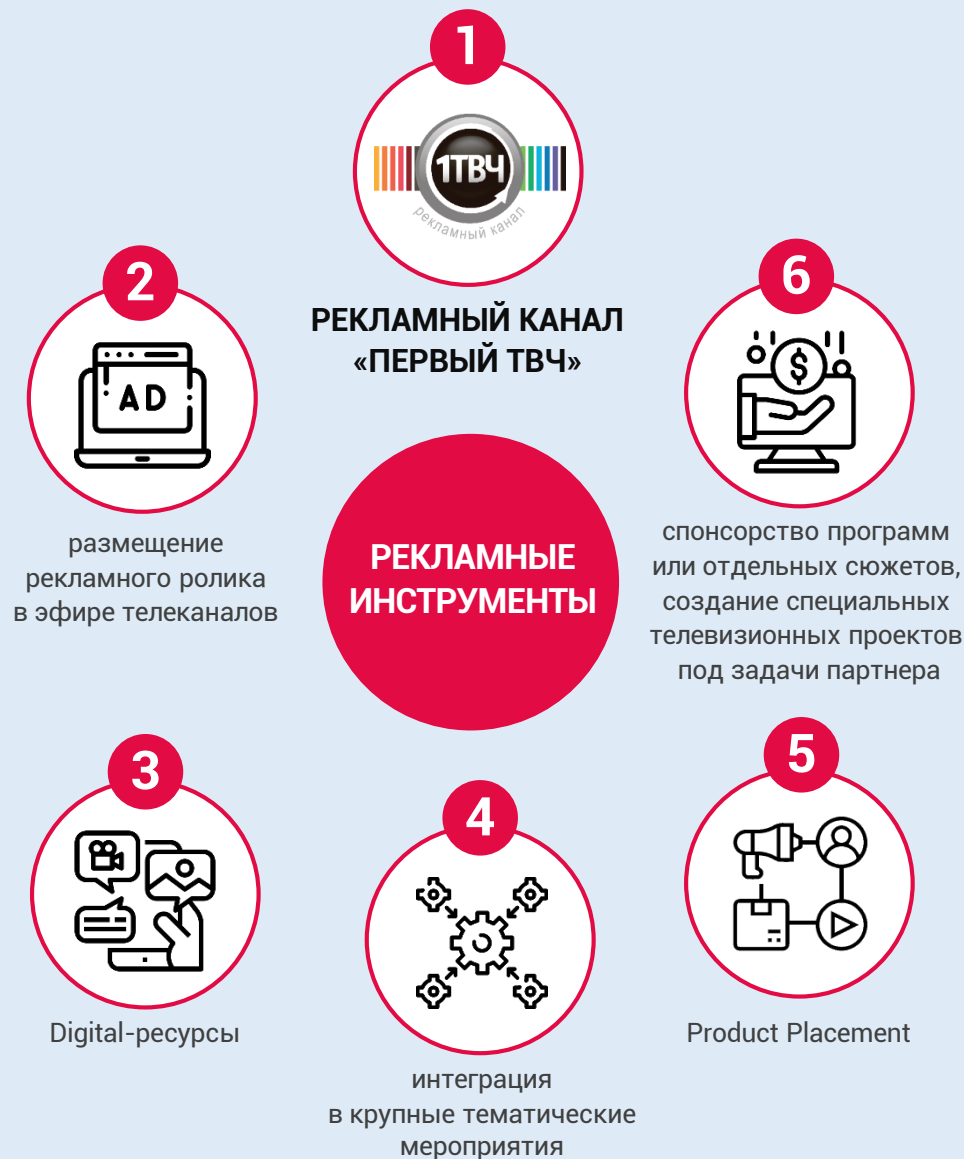 1
1ТВЧ
рекламный канал
РЕКЛАМНЫЙ КАНАЛ
«ПЕРВЫЙ ТВЧ»
2
AD
размещение
рекламного ролика
в эфире телеканалов
6
$
спонсорство программ
или отдельных сюжетов,
создание специальных
телевизионных проектов
под задачи партнера
РЕКЛАМНЫЕ
ИНСТРУМЕНТЫ
3
Digital-ресурсы
4
интеграция
в крупные тематические
мероприятия
5
Product Placement